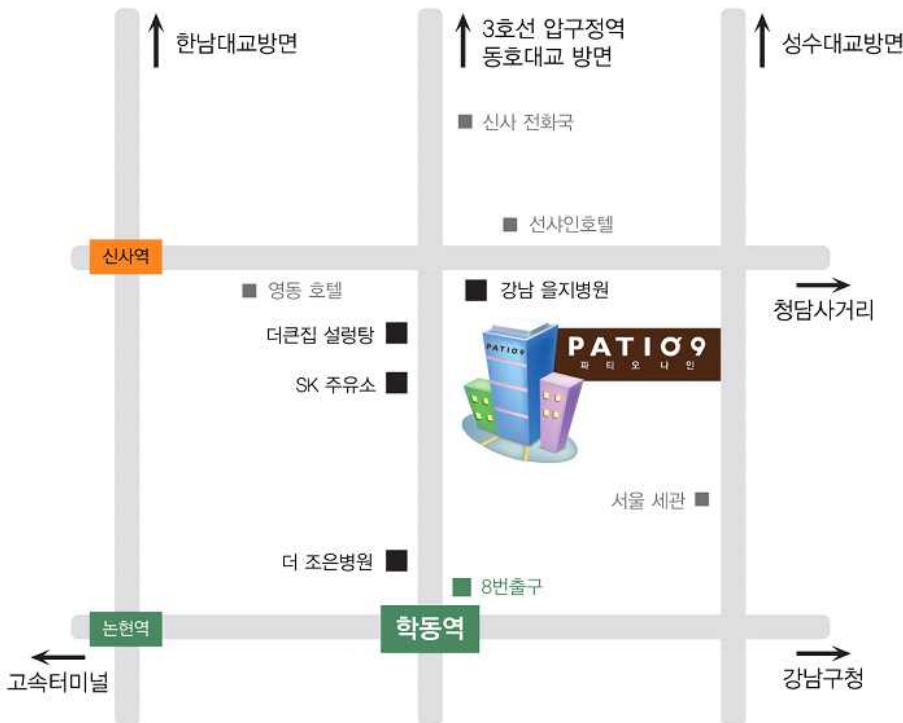 한남대교방면
3호선 압구정역
동호대교 방면
성수대교방면
신사 전화국
선샤인호텔
신사역
영동 호텔
강남 을지병원
청담사거리
더큰집 설렁탕
PATIO9
PATIO9
파티오나인
SK 주유소
서울 세관
더 조은병원
8번출구
논현역
학동역
고속터미널
강남구청